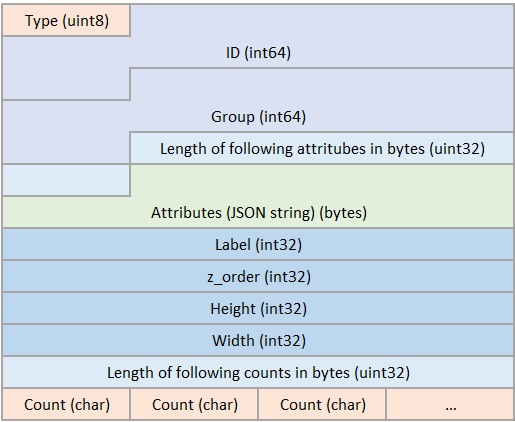 Type (uint8)
ID (int64)
Group (int64)
Length of following attritubes in bytes (uint32)
Attributes (JSON string) (bytes)
Label (int32)
z_order (int32)
Height (int32)
Width (int32)
Length of following counts in bytes (uint32)
Count (char) Count (char) Count (char) ...